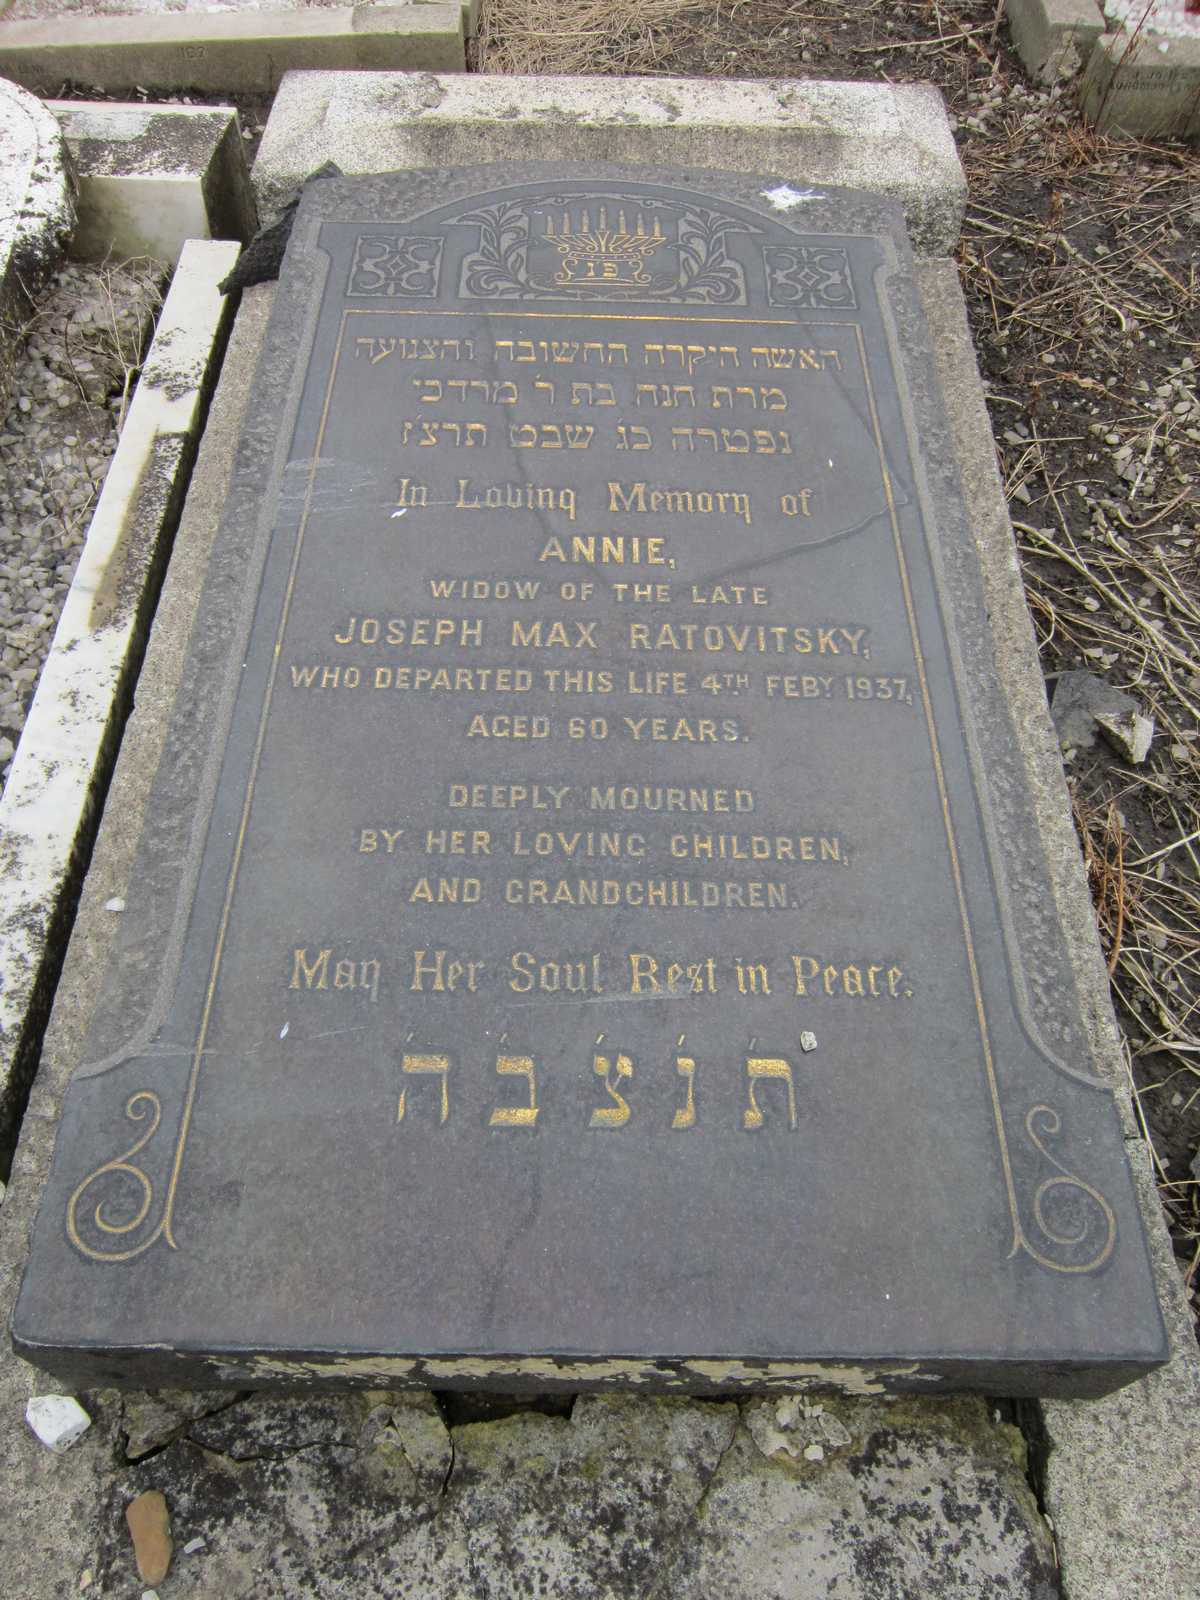 פנ
האשה היקרה החשובה והצנועה
מרת חנה בת ר' מרדכי
נפטרה כג' שבט תרצ'ז
In Loving Memory of
ANNIE,
WIDOW OF THE LATE
JOSEPH MAX RATOVITSKY,
WHO DEPARTED THIS LIFE 4TH FEBY 1937,
AGED 60 YEARS.
DEEPLY MOURNED
BY HER LOVING CHILDREN,
AND GRANDCHILDREN.
May Her Soul Rest in Peace.
ת'נ'צ'ב'ה'